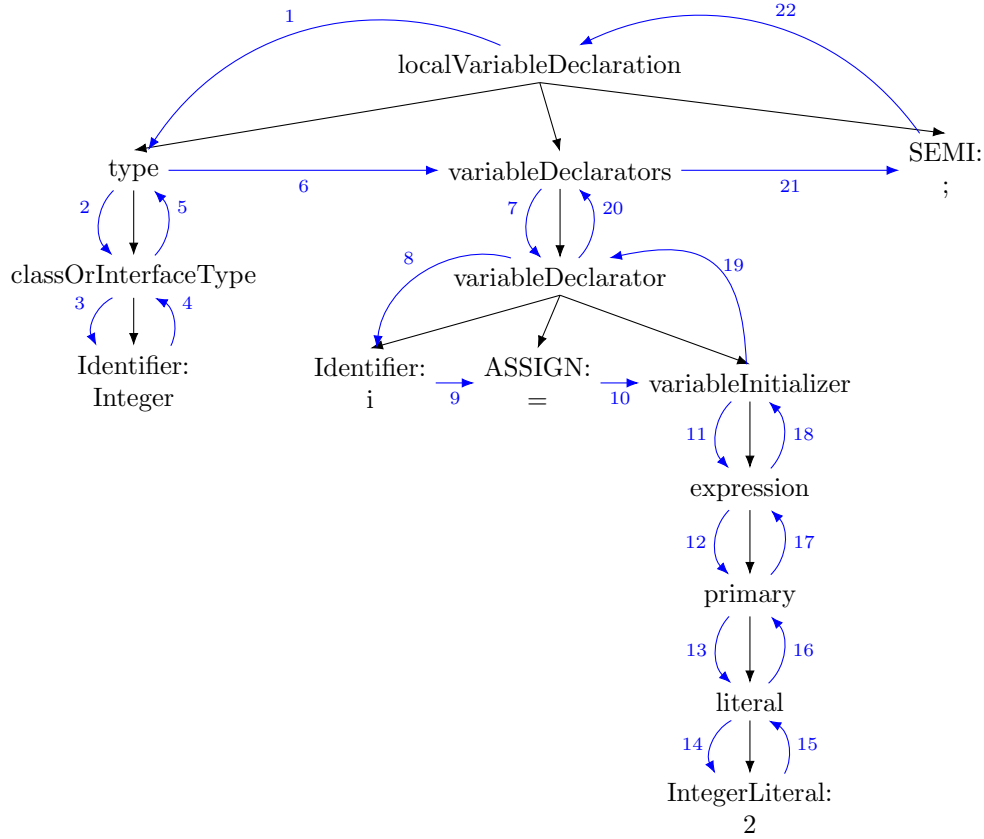 1
22
localVariableDeclaration
type
6
variableDeclarators
21
SEMI:
;
2
5
7
20
classOrInterfaceType
8
variableDeclarator
19
3
4
Identifier:
Integer
Identifier:
i
9
ASSIGN:
=
10
variableInitializer
11
18
expression
12
17
primary
13
16
literal
14
15
IntegerLiteral:
2